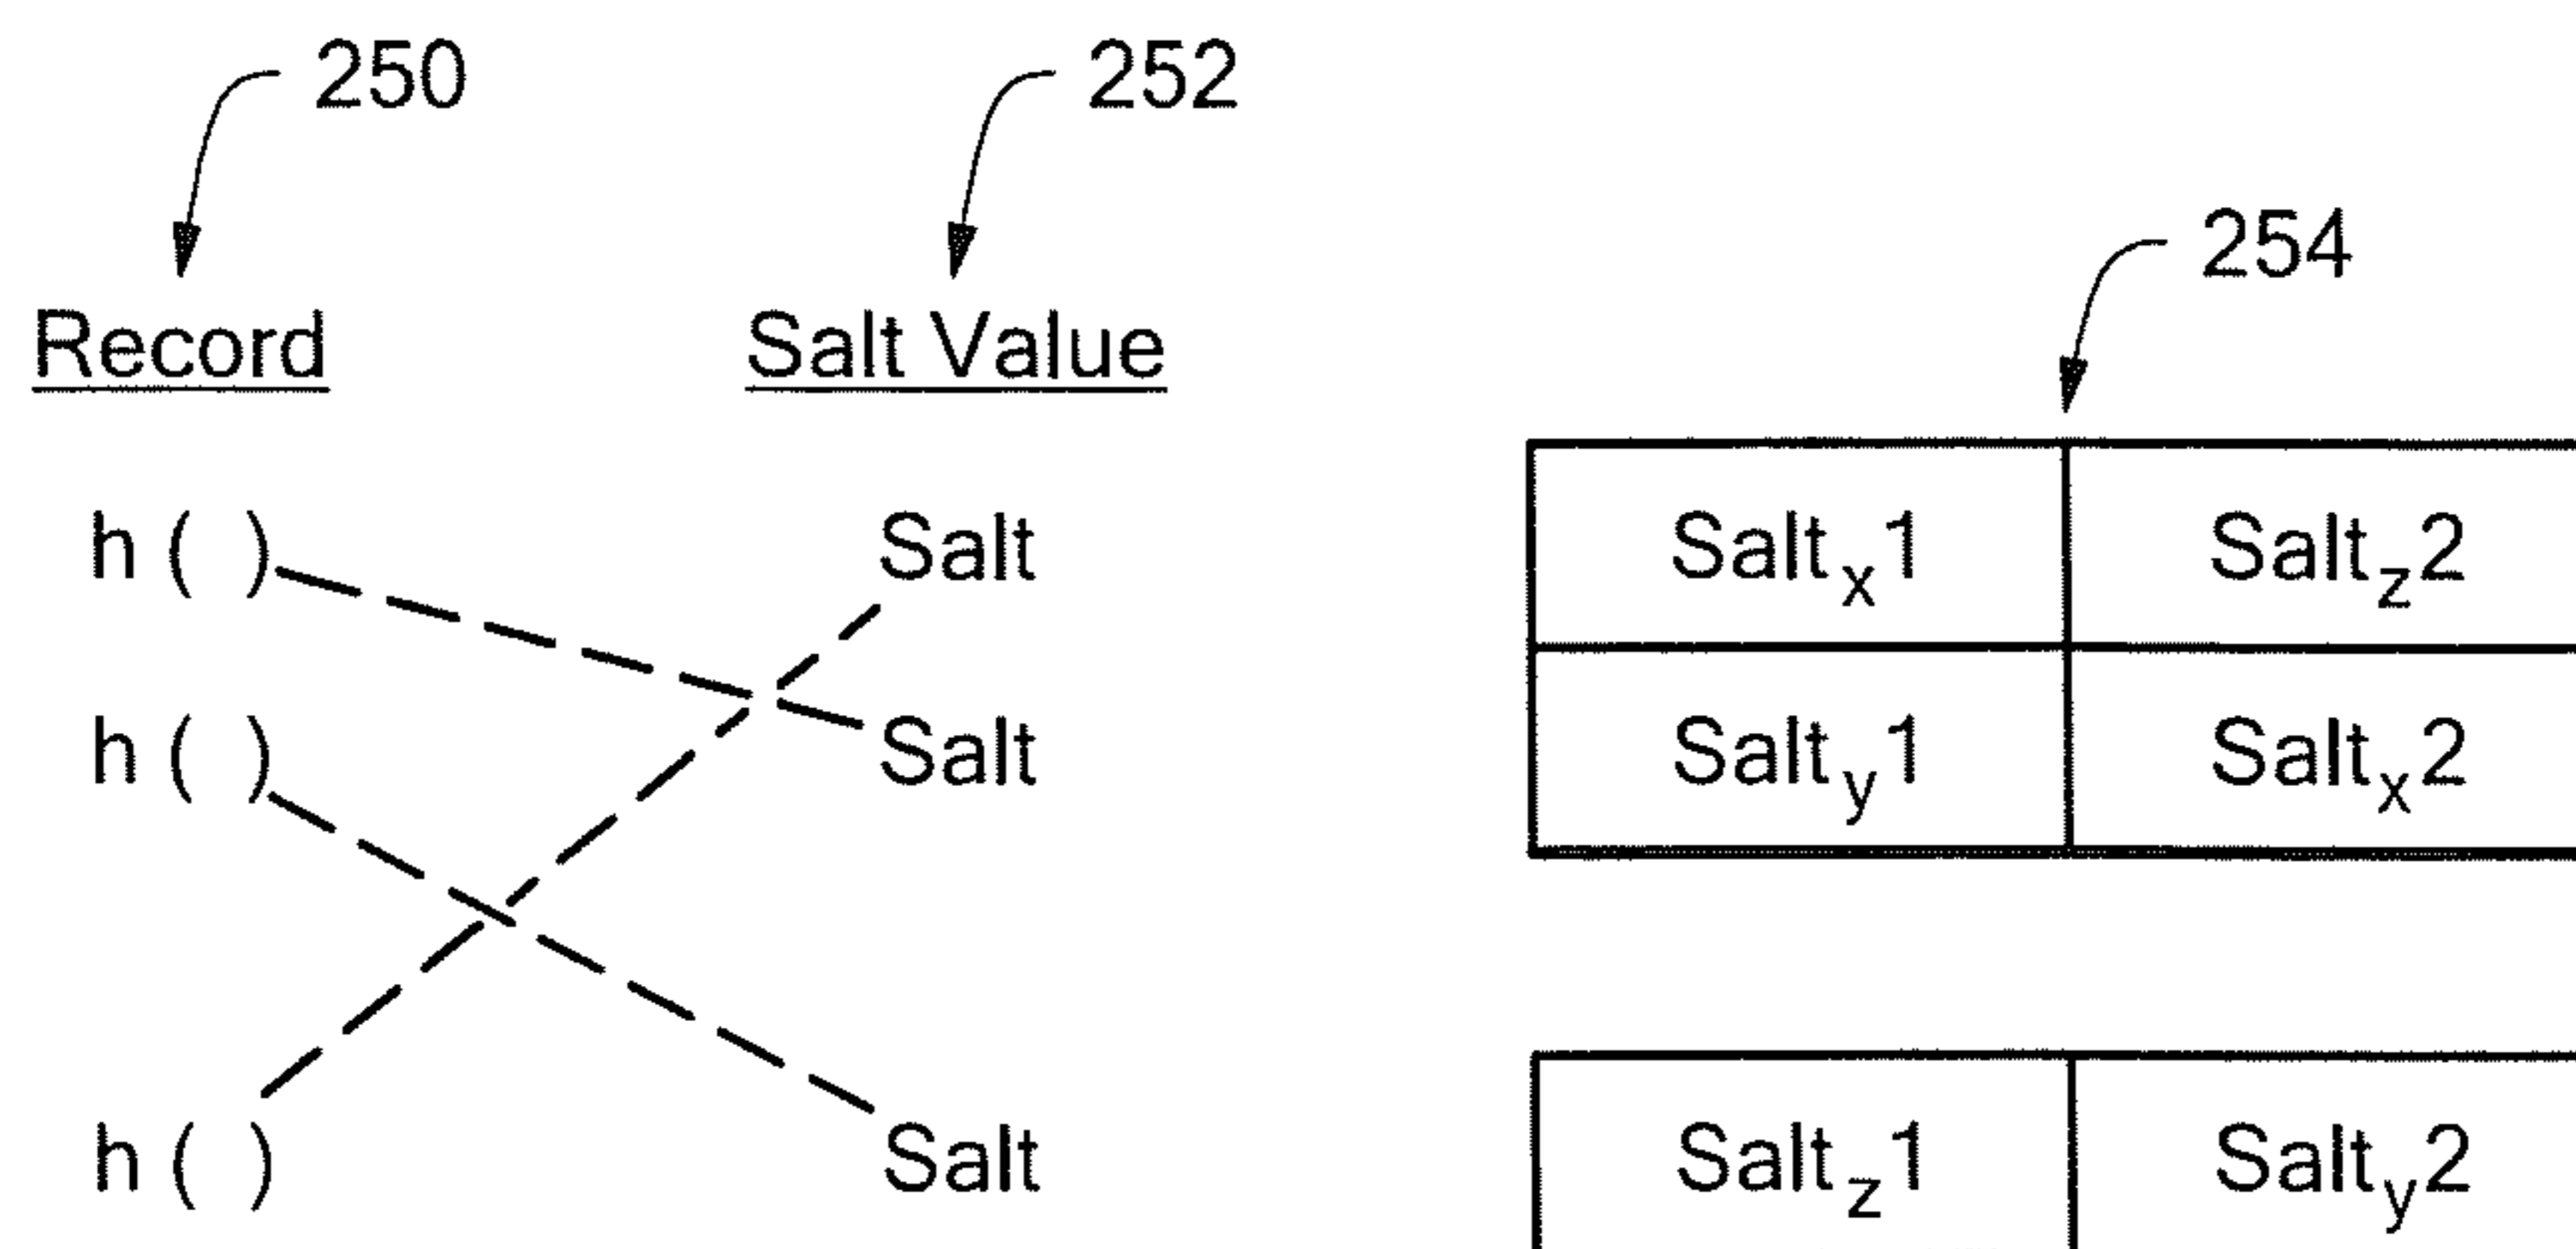 250 252
254
Record Salt Value
h ( ) Salt Saltx1 Saltz2
h ( ) Salt Salty1 Saltx2
h ( ) Salt Saltz1 Salty2